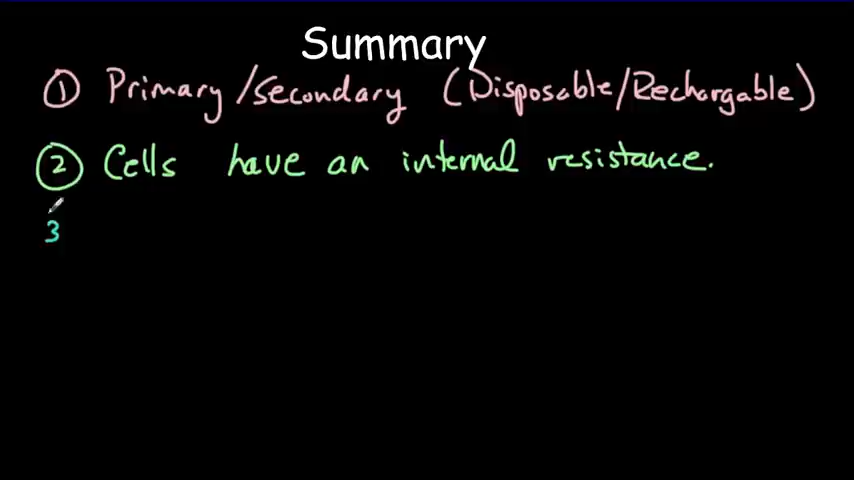 Summary
① Primary/Secondary (Disposable/Rechargable)
② Cells have an internal resistance.
3